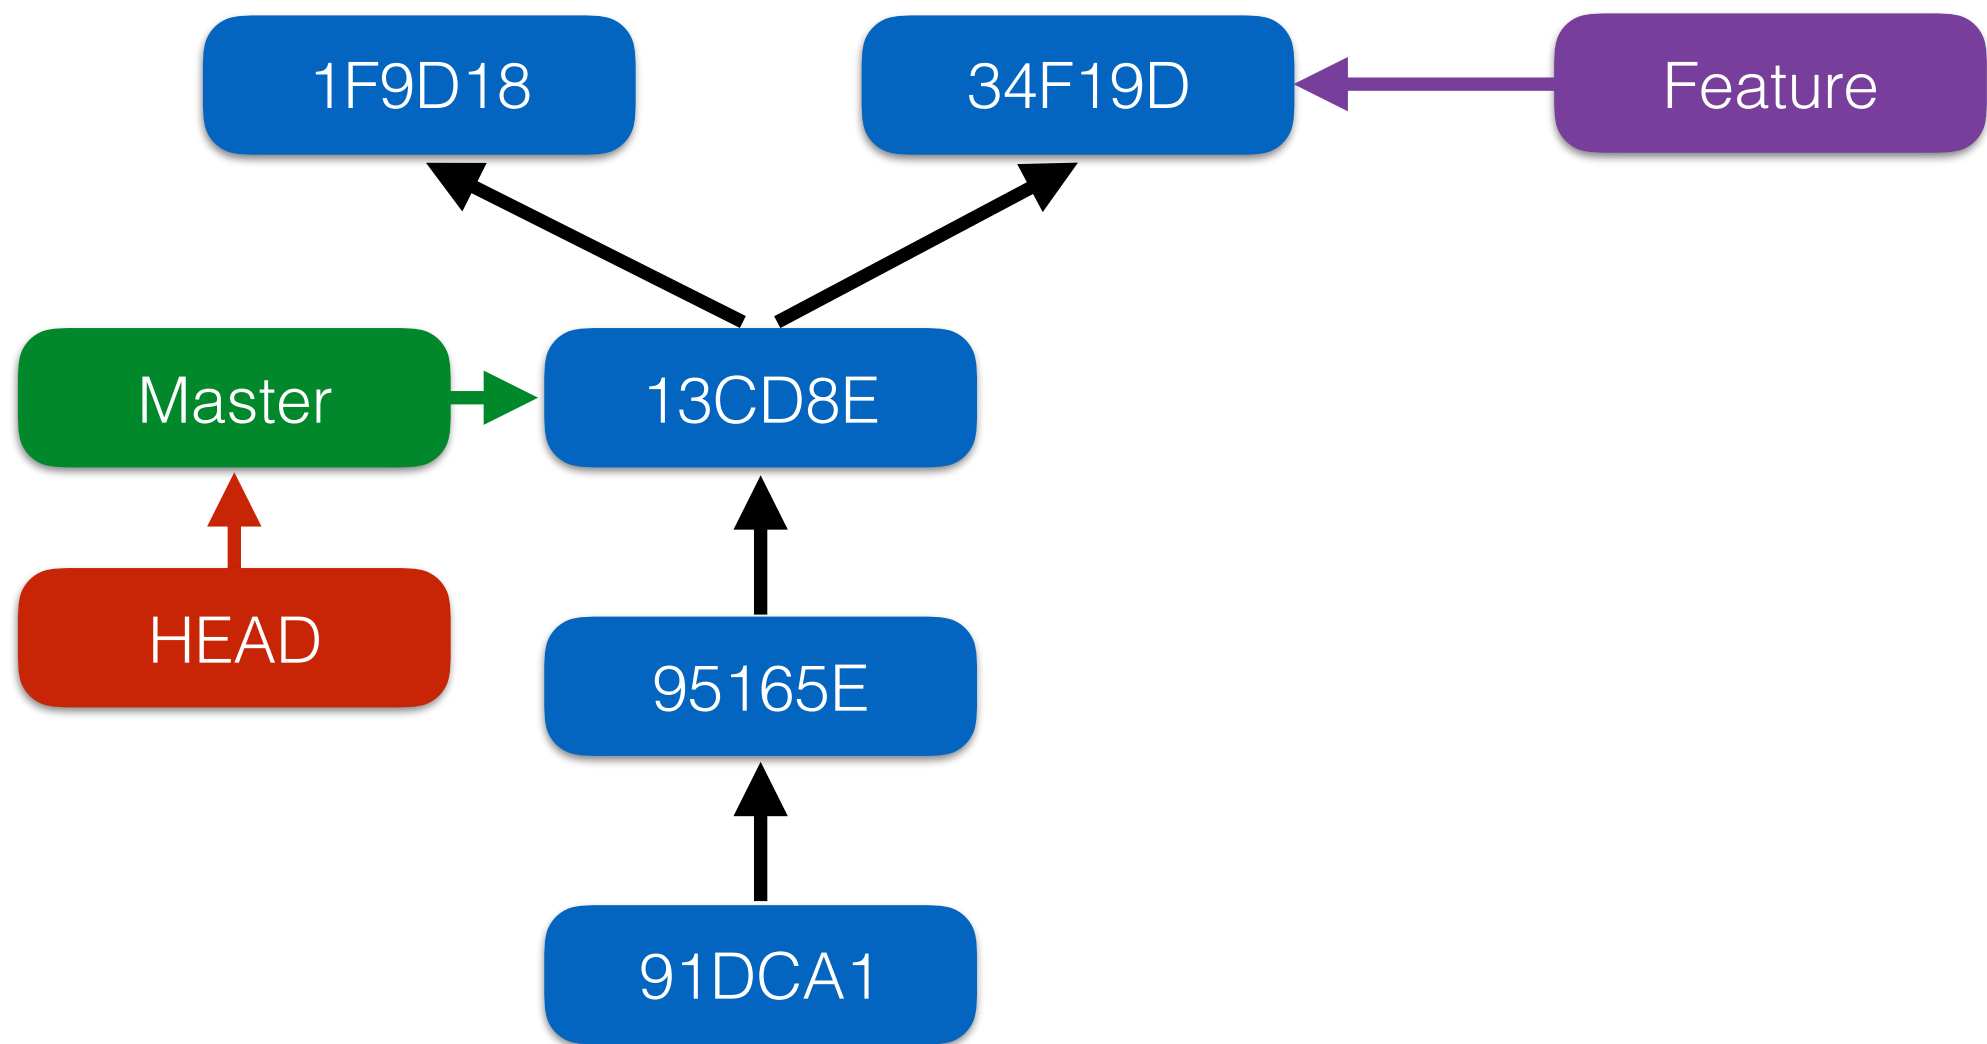 1F9D18
34F19D
Feature
Master
13CD8E
HEAD
95165E
91DCA1